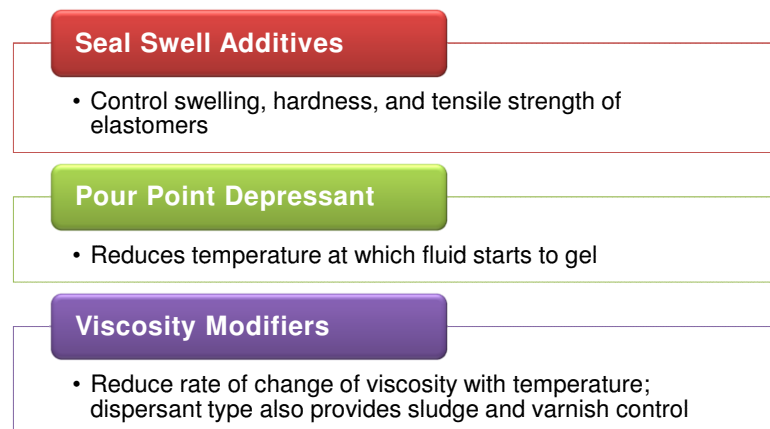 Seal Swell Additives
• Control swelling, hardness, and tensile strength of
elastomers
Pour Point Depressant
• Reduces temperature at which fluid starts to gel
Viscosity Modifiers
• Reduce rate of change of viscosity with temperature;
dispersant type also provides sludge and varnish control